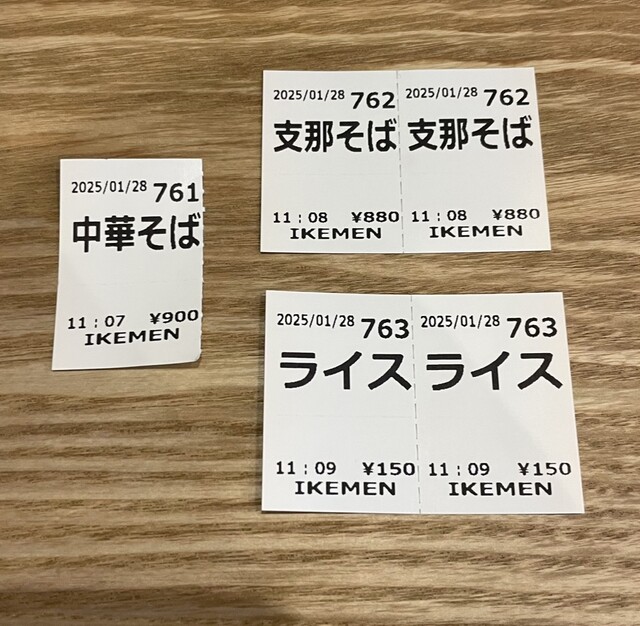 2025/01/28 761
中華そば
11:07 ¥900
IKEMEN
2025/01/28 762
支那そば
11:08 ¥880
IKEMEN
2025/01/28 762
支那そば
11:08 ¥880
IKEMEN
2025/01/28 763
ライス
11:09 ¥150
IKEMEN
2025/01/28 763
ライス
11:09 ¥150
IKEMEN